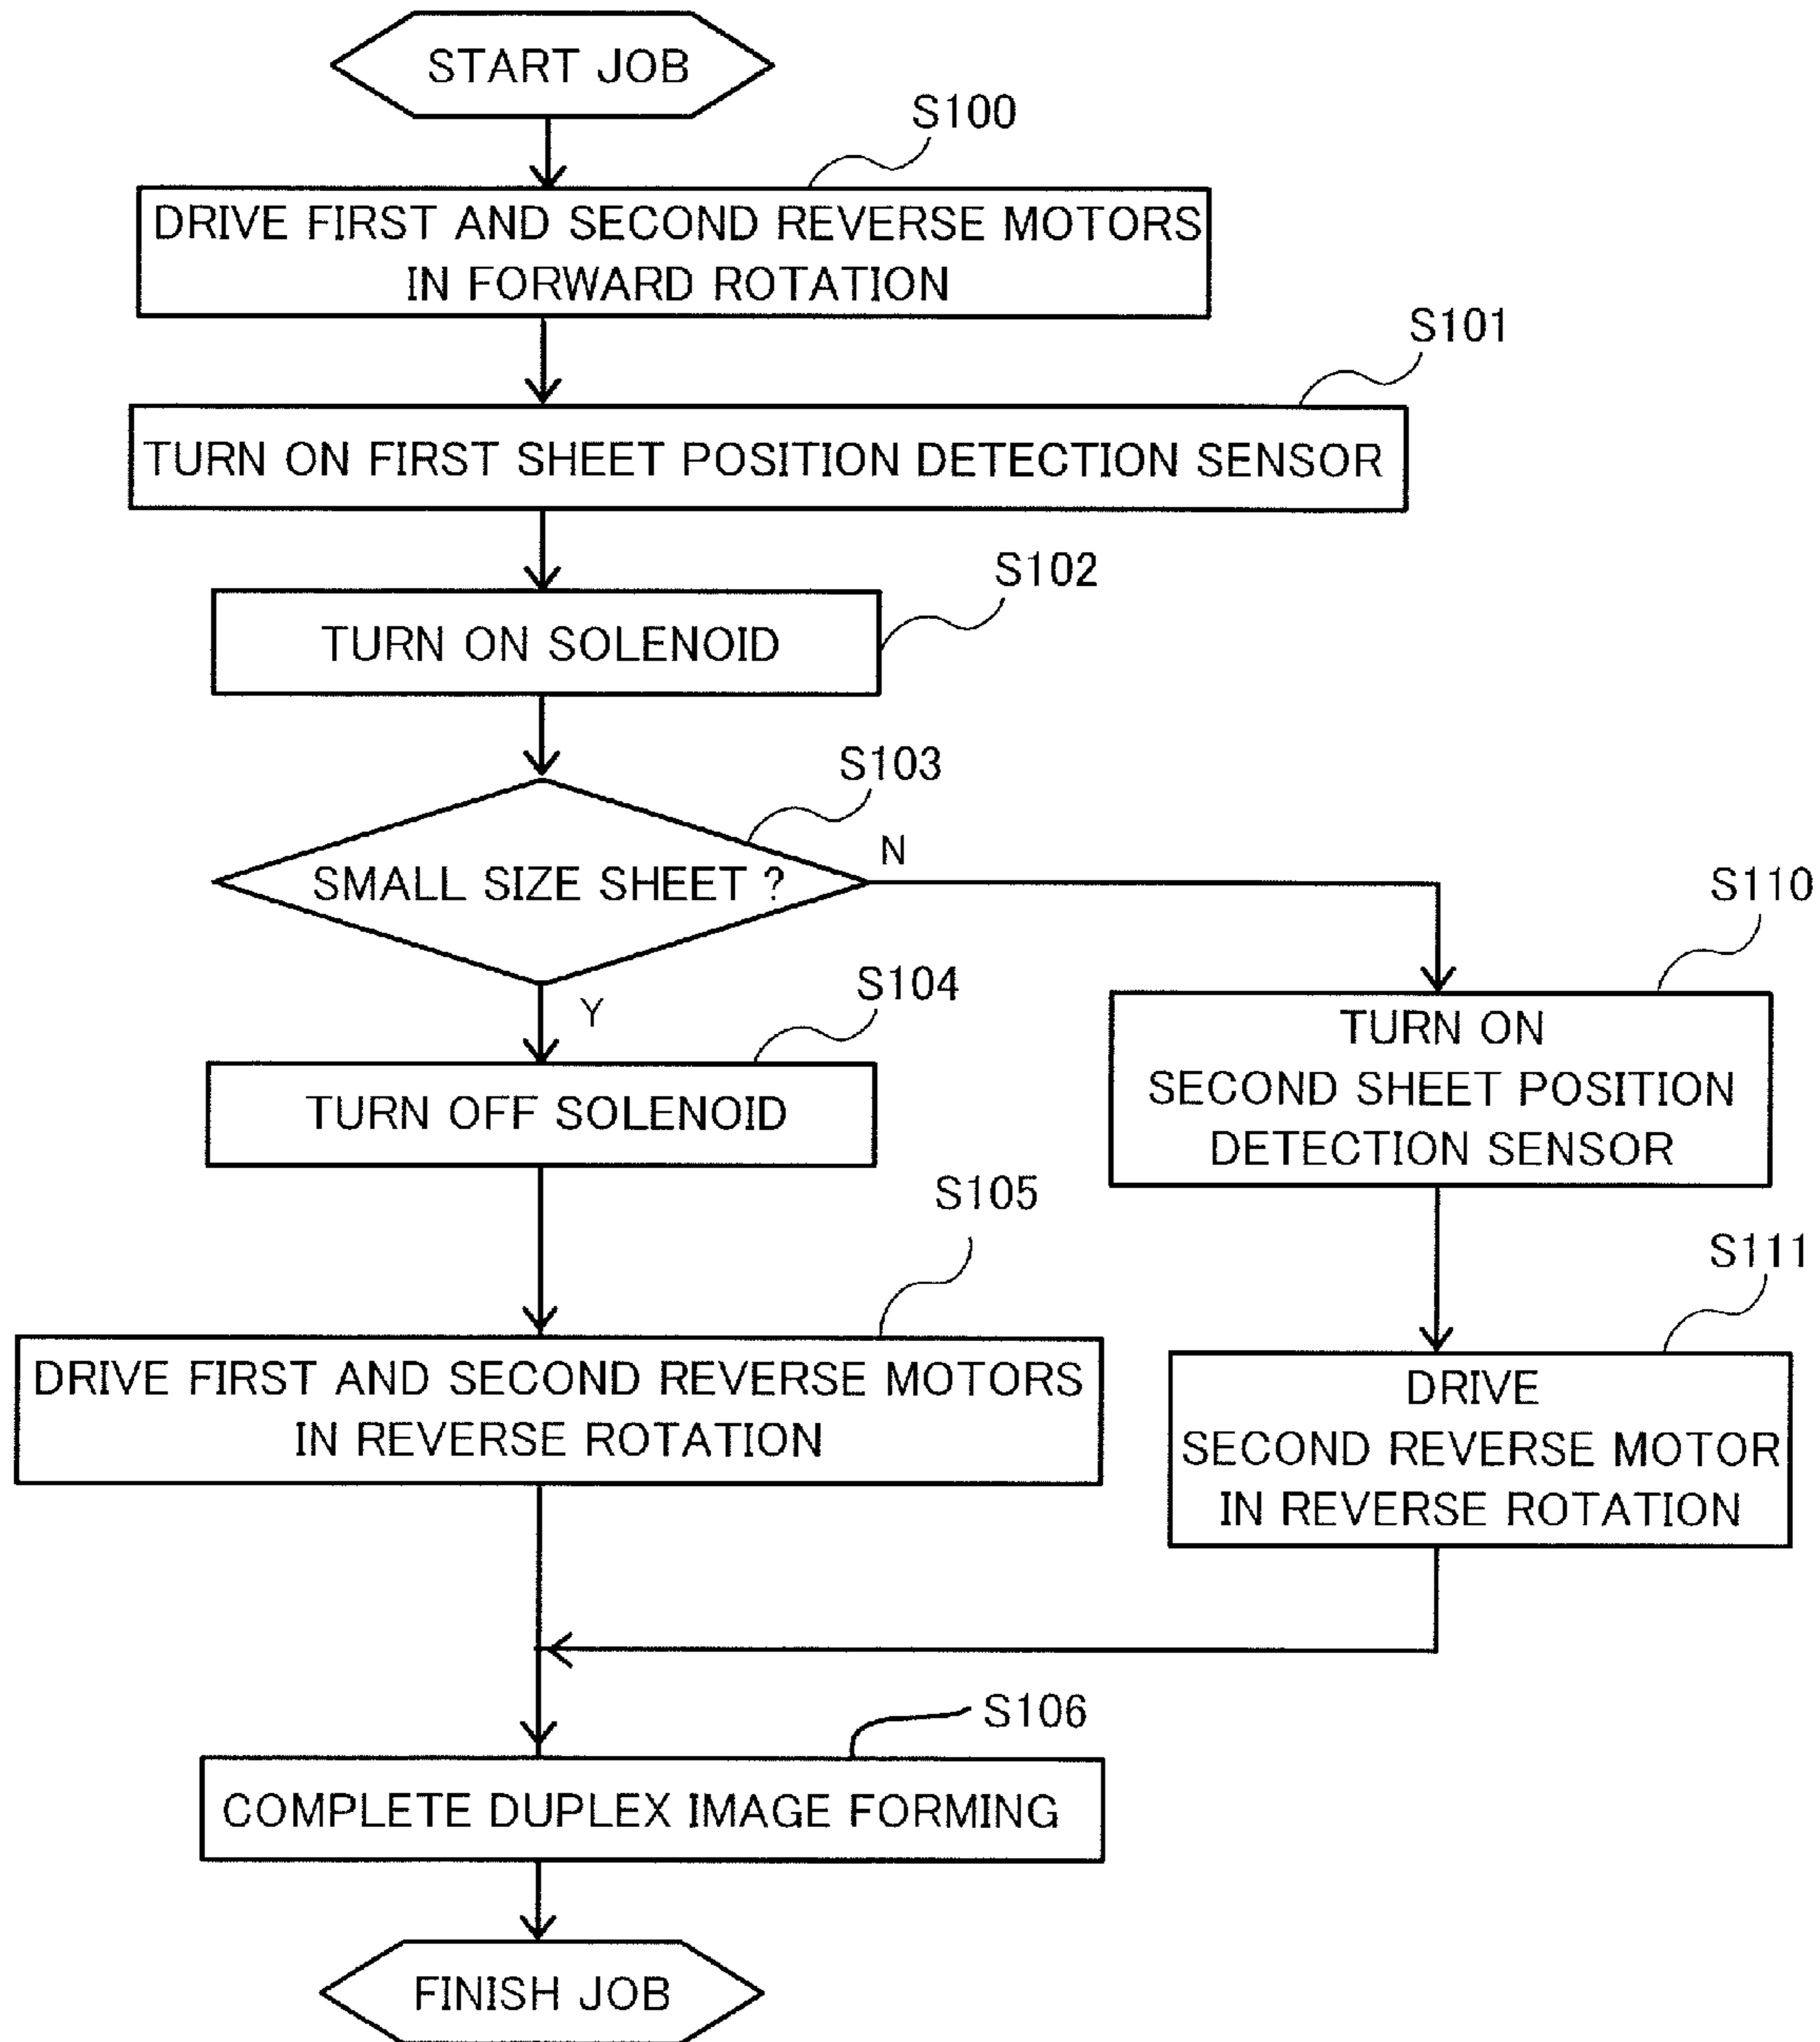 START JOB
S100
DRIVE FIRST AND SECOND REVERSE MOTORS
IN FORWARD ROTATION
S101
TURN ON FIRST SHEET POSITION DETECTION SENSOR
S102
TURN ON SOLENOID
S103
SMALL SIZE SHEET ?
N
Y
S104
TURN OFF SOLENOID
S105
DRIVE FIRST AND SECOND REVERSE MOTORS
IN REVERSE ROTATION
S110
TURN ON
SECOND SHEET POSITION
DETECTION SENSOR
S111
DRIVE
SECOND REVERSE MOTOR
IN REVERSE ROTATION
S106
COMPLETE DUPLEX IMAGE FORMING
FINISH JOB